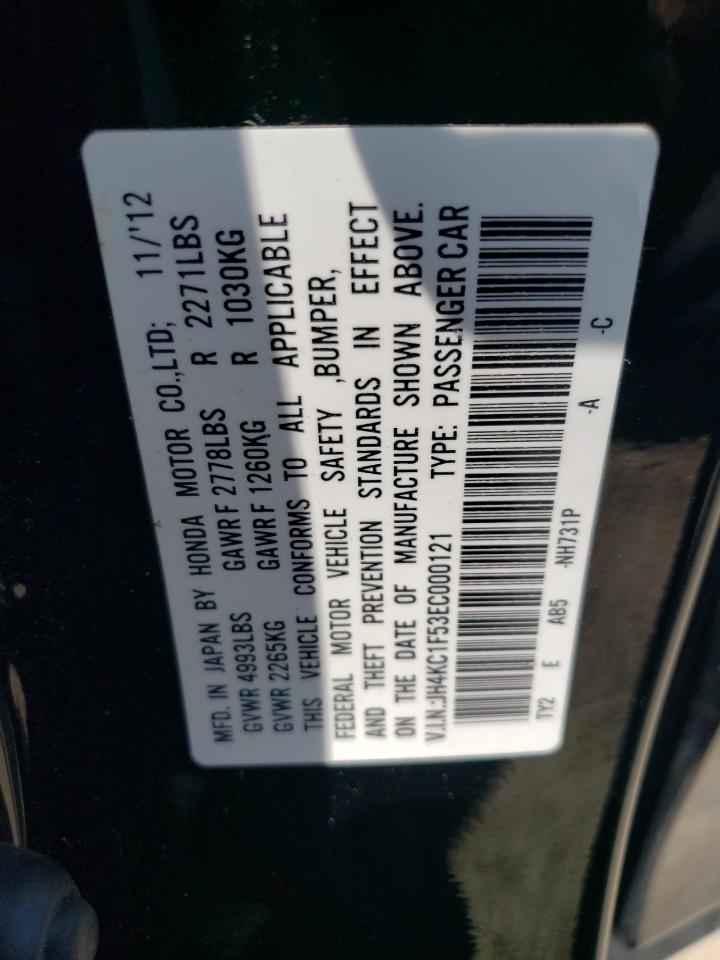 MFD. IN JAPAN BY HONDA MOTOR CO.,LTD; 11/'12
GVWR 4993LBS GAWR F 2778LBS R 2271LBS
GVWR 2265KG GAWR F 1260KG R 1030KG
THIS VEHICLE CONFORMS TO ALL APPLICABLE
FEDERAL MOTOR VEHICLE SAFETY ,BUMPER,
AND THEFT PREVENTION STANDARDS IN EFFECT
ON THE DATE OF MANUFACTURE SHOWN ABOVE.
V.I.N.:JH4KC1F53EC000121 TYPE: PASSENGER CAR
TY2 E AB5 -NH731P -A -C